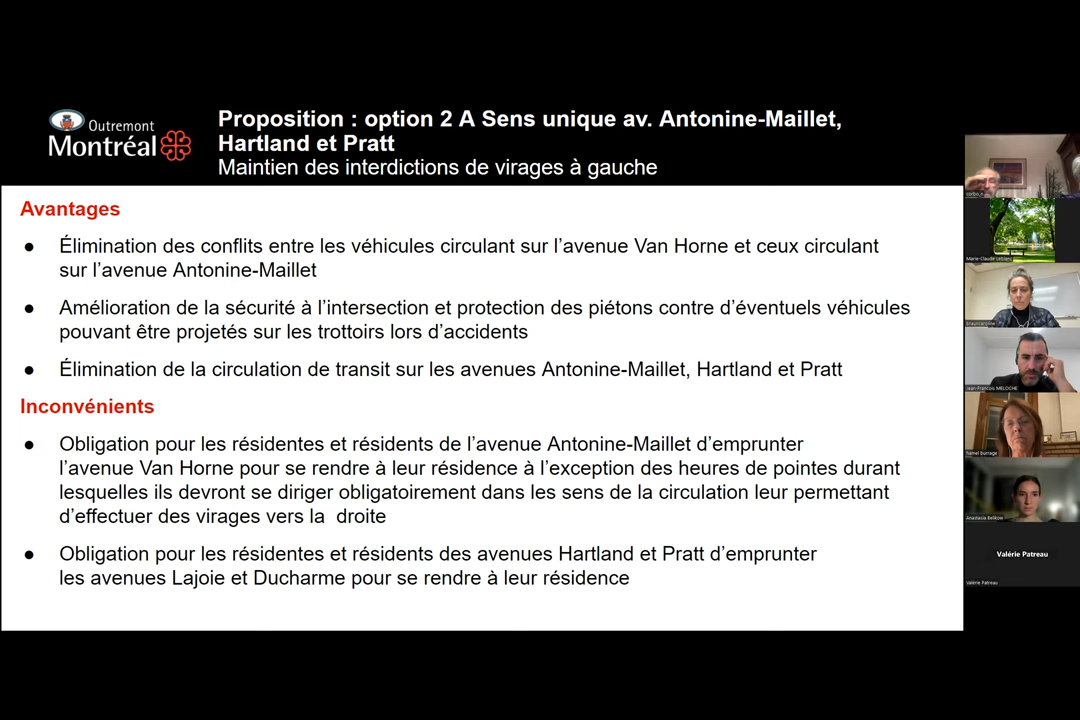 Outremont
Montréal
Proposition : option 2 A Sens unique av. Antonine-Maillet,
Hartland et Pratt
Maintien des interdictions de virages à gauche
Avantages
● Élimination des conflits entre les véhicules circulant sur l’avenue Van Horne et ceux circulant
sur l’avenue Antonine-Maillet
● Amélioration de la sécurité à l’intersection et protection des piétons contre d’éventuels véhicules
pouvant être projetés sur les trottoirs lors d’accidents
● Élimination de la circulation de transit sur les avenues Antonine-Maillet, Hartland et Pratt
Inconvénients
● Obligation pour les résidentes et résidents de l’avenue Antonine-Maillet d’emprunter
l’avenue Van Horne pour se rendre à leur résidence à l’exception des heures de pointes durant
lesquelles ils devront se diriger obligatoirement dans les sens de la circulation leur permettant
d’effectuer des virages vers la droite
● Obligation pour les résidentes et résidents des avenues Hartland et Pratt d’emprunter
les avenues Lajoie et Ducharme pour se rendre à leur résidence
Marie-Claude Leblanc
Jean-Francois MELOCHE
Valérie Patreau
Valérie Patreau